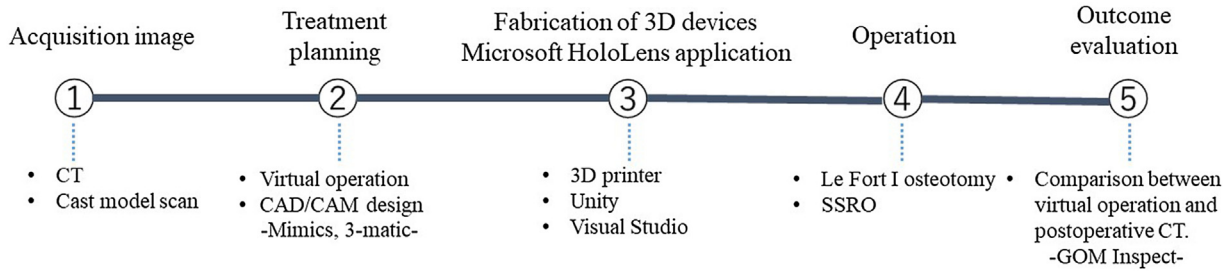 Acquisition image
Treatment
planning
Fabrication of 3D devices
Microsoft HoloLens application
Operation
Outcome
evaluation
1
2
3
4
5
• CT
• Cast model scan
• Virtual operation
• CAD/CAM design
-Mimics, 3-matic-
• 3D printer
• Unity
• Visual Studio
• Le Fort I osteotomy
• SSRO
• Comparison between
virtual operation and
postoperative CT.
-GOM Inspect-